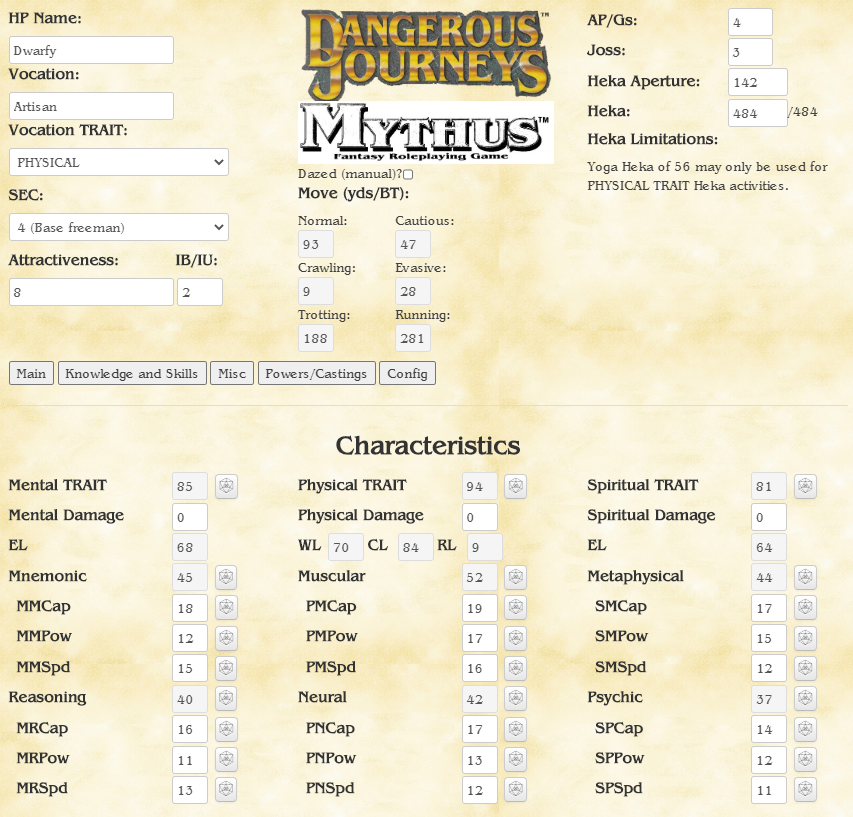 HP Name:
Dwarfy
Vocation:
Artisan
Vocation TRAIT:
PHYSICAL
SEC:
4 (Base freeman)
Attractiveness: IB/IU:
8 2
DANGEROUS
JOURNEYS™
MYTHUS™
Fantasy Roleplaying Game
Dazed (manual)?
Move (yds/BT):
Normal: Cautious:
93 47
Crawling: Evasive:
9 28
Trotting: Running:
188 281
AP/Gs: 4
Joss: 3
Heka Aperture: 142
Heka: 484 /484
Heka Limitations:
Yoga Heka of 56 may only be used for
PHYSICAL TRAIT Heka activities.
Main Knowledge and Skills Misc Powers/Castings Config
Characteristics
Mental TRAIT 85 Physical TRAIT 94 Spiritual TRAIT 81
Mental Damage 0 Physical Damage 0 Spiritual Damage 0
EL 68 WL 70 CL 84 RL 9 EL 64
Mnemonic 45 Muscular 52 Metaphysical 44
MMCap 18 PMCap 19 SMCap 17
MMPow 12 PMPow 17 SMPow 15
MMSpd 15 PMSpd 16 SMSpd 12
Reasoning 40 Neural 42 Psychic 37
MRCap 16 PNCap 17 SPCap 14
MRPow 11 PNPow 13 SPPow 12
MRSpd 13 PNSpd 12 SPSpd 11